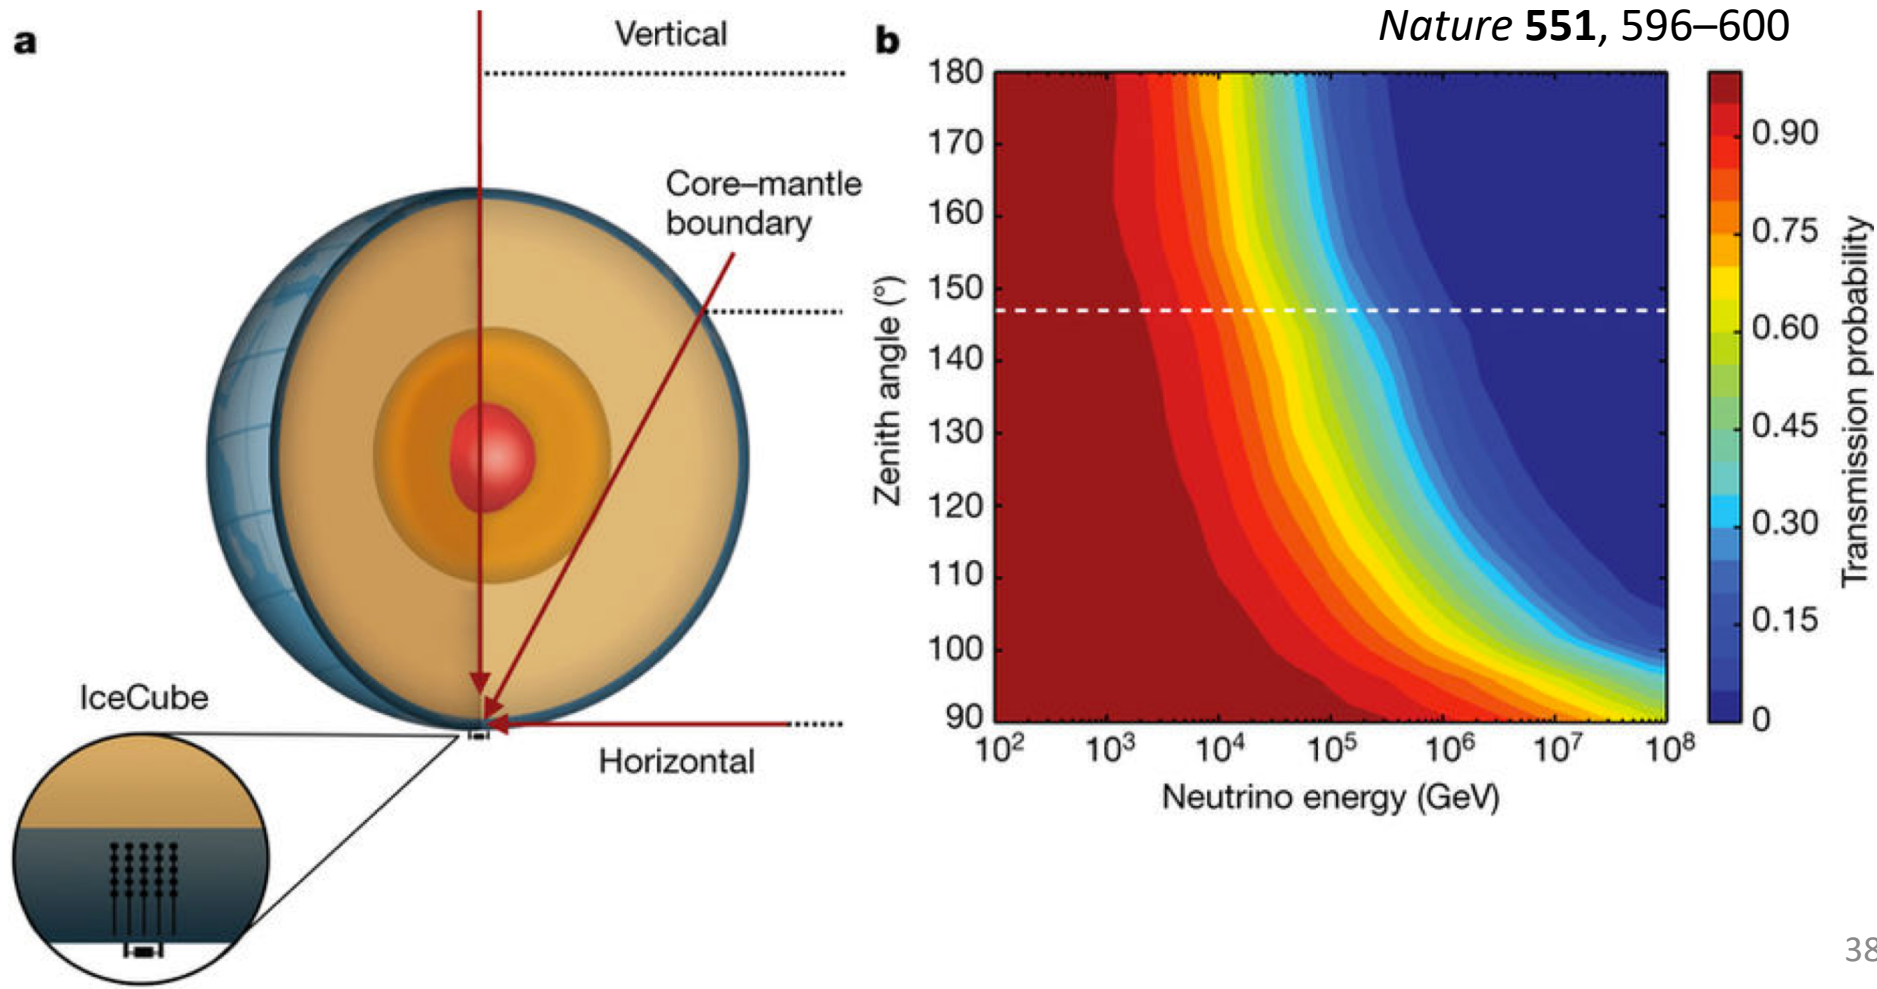 Nature 551, 596–600
a
Vertical
Core–mantle
boundary
IceCube
Horizontal
b
180
170
160
150
140
130
120
110
100
90
Zenith angle (°)
10² 10³ 10⁴ 10⁵ 10⁶ 10⁷ 10⁸
Neutrino energy (GeV)
0.90
0.75
0.60
0.45
0.30
0.15
0
Transmission probability
38